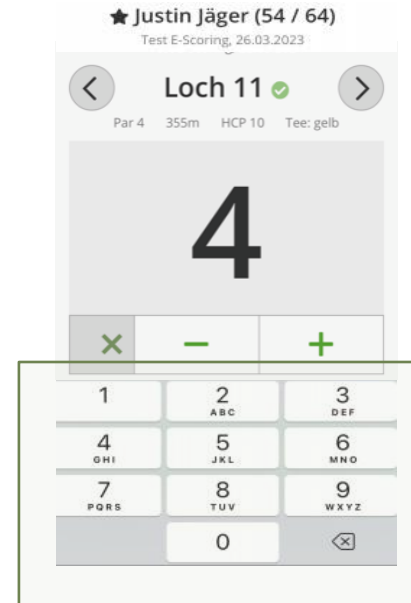 ★ Justin Jäger (54 / 64)
Test E-Scoring, 26.03.2023
Loch 11
Par 4 355m HCP 10 Tee: gelb
4
× − +
1 2 3
ABC DEF
4 5 6
GHI JKL MNO
7 8 9
PQRS TUV WXYZ
0